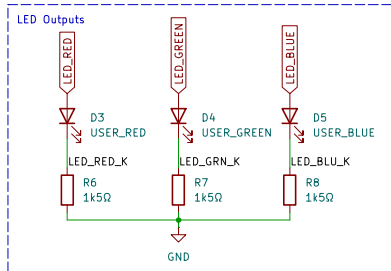 LED Outputs
LED_RED
LED_GREEN
LED_BLUE
D3
USER_RED
D4
USER_GREEN
D5
USER_BLUE
LED_RED_K
LED_GRN_K
LED_BLU_K
R6
1k5Ω
R7
1k5Ω
R8
1k5Ω
GND